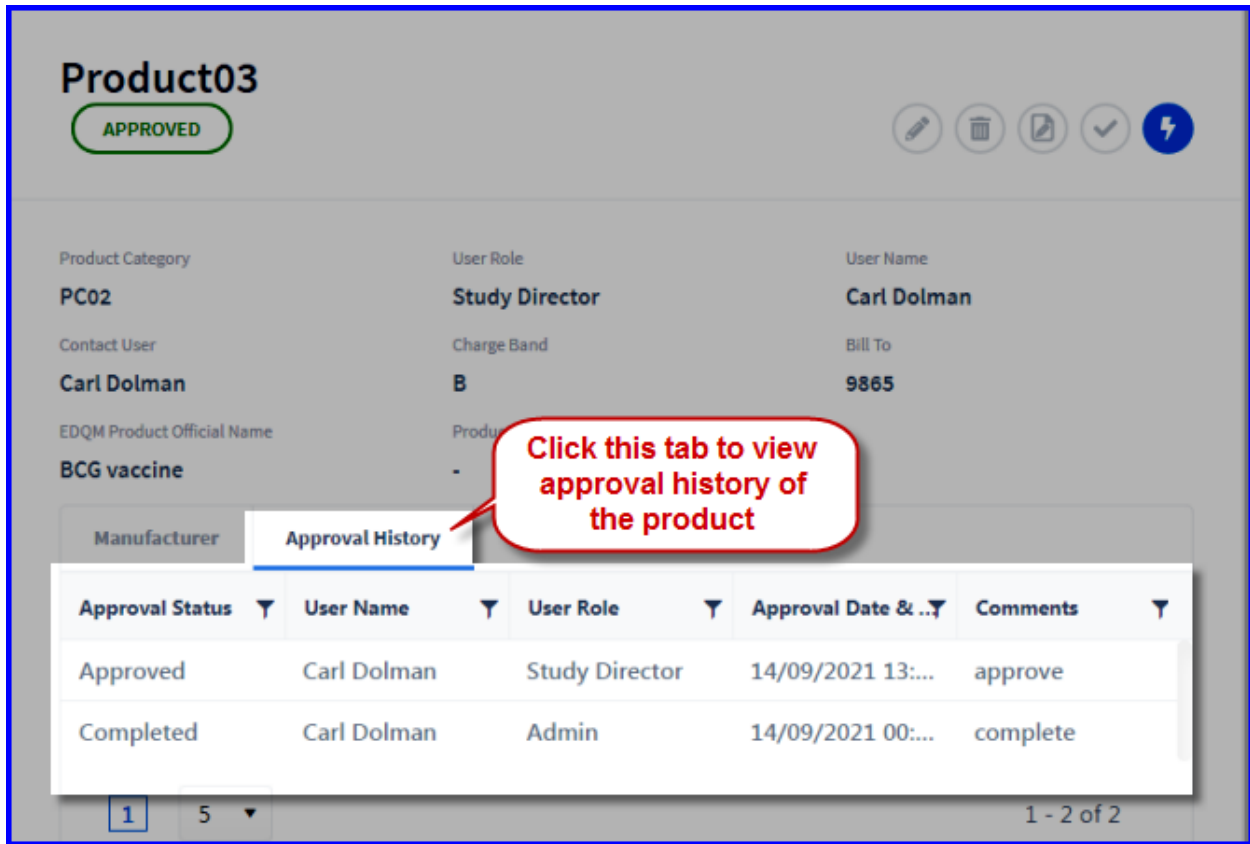 Product03
APPROVED
Product Category User Role User Name
PC02 Study Director Carl Dolman
Contact User Charge Band Bill To
Carl Dolman B 9865
EDQM Product Official Name
BCG vaccine -
Click this tab to view
approval history of
the product
Manufacturer Approval History
Approval Status User Name User Role Approval Date & .. Comments
Approved Carl Dolman Study Director 14/09/2021 13:... approve
Completed Carl Dolman Admin 14/09/2021 00:... complete
1 5 1 - 2 of 2